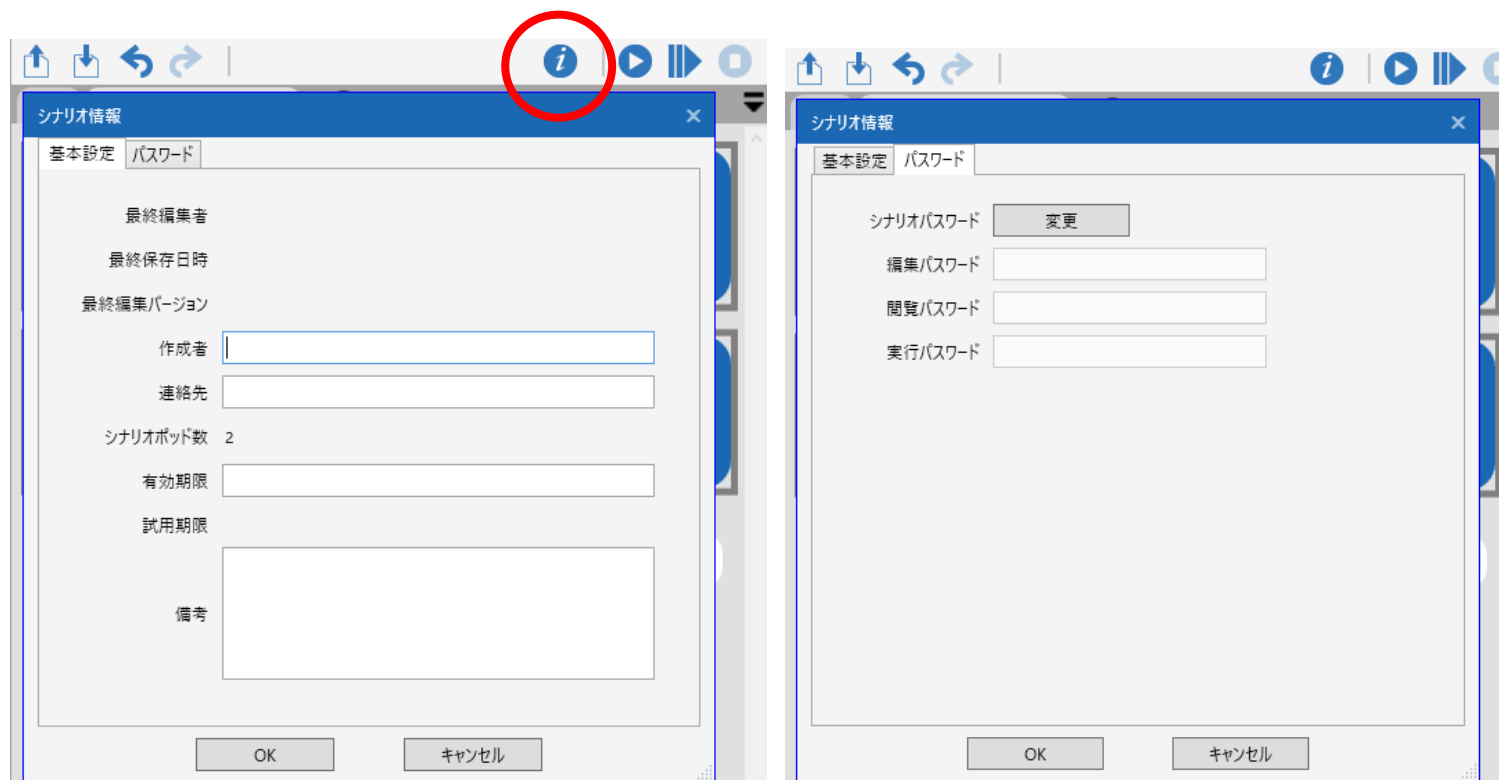 シナリオ情報
基本設定 パスワード
最終編集者
最終保存日時
最終編集バージョン
作成者
連絡先
シナリオポッド数 2
有効期限
試用期限
備考
OK キャンセル
シナリオ情報
基本設定 パスワード
シナリオパスワード 変更
編集パスワード
閲覧パスワード
実行パスワード
OK キャンセル